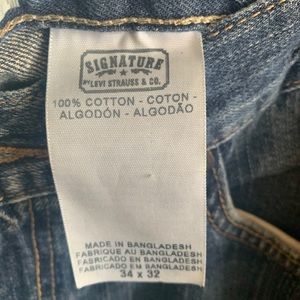 SIGNATURE
BY LEVI STRAUSS & CO.
100% COTTON - COTON -
ALGODÓN - ALGODÃO
MADE IN BANGLADESH
FABRIQUE AU BANGLADESH
FABRICADO EN BANGLADESH
FABRICADO EM BANGLADESH
34 x 32